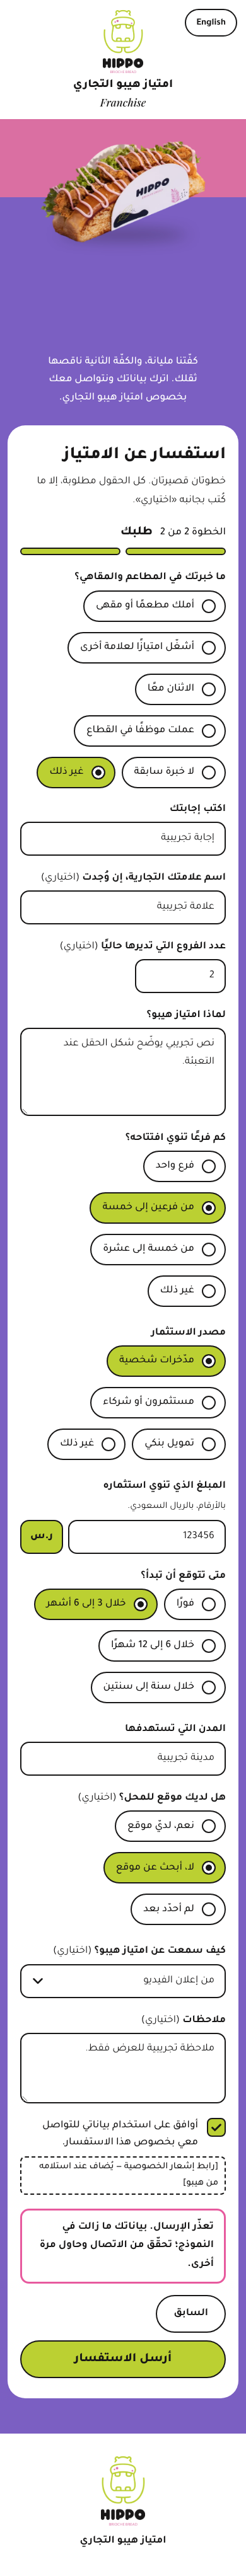 English
HIPPO
امتياز هيبو التجاري
Franchise
HIPPO
كفّتنا مليانة، والكفّة الثانية ناقصها
ثقلك. اترك بياناتك ونتواصل معك
بخصوص امتياز هيبو التجاري.
استفسار عن الامتياز
خطوتان قصيرتان. كل الحقول مطلوبة، إلا ما
كُتب بجانبه «اختياري».
الخطوة 2 من 2 طلبك
ما خبرتك في المطاعم والمقاهي؟
أملك مطعمًا أو مقهى
أشغّل امتيازًا لعلامة أخرى
الاثنان معًا
عملت موظفًا في القطاع
لا خبرة سابقة
غير ذلك
اكتب إجابتك
إجابة تجريبية
اسم علامتك التجارية، إن وُجدت (اختياري)
علامة تجريبية
عدد الفروع التي تديرها حاليًا (اختياري)
2
لماذا امتياز هيبو؟
نص تجريبي يوضّح شكل الحقل عند
التعبئة.
كم فرعًا تنوي افتتاحه؟
فرع واحد
من فرعين إلى خمسة
من خمسة إلى عشرة
غير ذلك
مصدر الاستثمار
مدّخرات شخصية
مستثمرون أو شركاء
تمويل بنكي
غير ذلك
المبلغ الذي تنوي استثماره
بالأرقام، بالريال السعودي.
123456
ر.س
متى تتوقع أن تبدأ؟
فورًا
خلال 3 إلى 6 أشهر
خلال 6 إلى 12 شهرًا
خلال سنة إلى سنتين
المدن التي تستهدفها
مدينة تجريبية
هل لديك موقع للمحل؟ (اختياري)
نعم، لديّ موقع
لا، أبحث عن موقع
لم أحدّد بعد
كيف سمعت عن امتياز هيبو؟ (اختياري)
من إعلان الفيديو
ملاحظات (اختياري)
ملاحظة تجريبية للعرض فقط.
أوافق على استخدام بياناتي للتواصل
معي بخصوص هذا الاستفسار.
[رابط إشعار الخصوصية — يُضاف عند استلامه
من هيبو]
تعذّر الإرسال. بياناتك ما زالت في
النموذج؛ تحقّق من الاتصال وحاول مرة
أخرى.
السابق
أرسل الاستفسار
HIPPO
امتياز هيبو التجاري